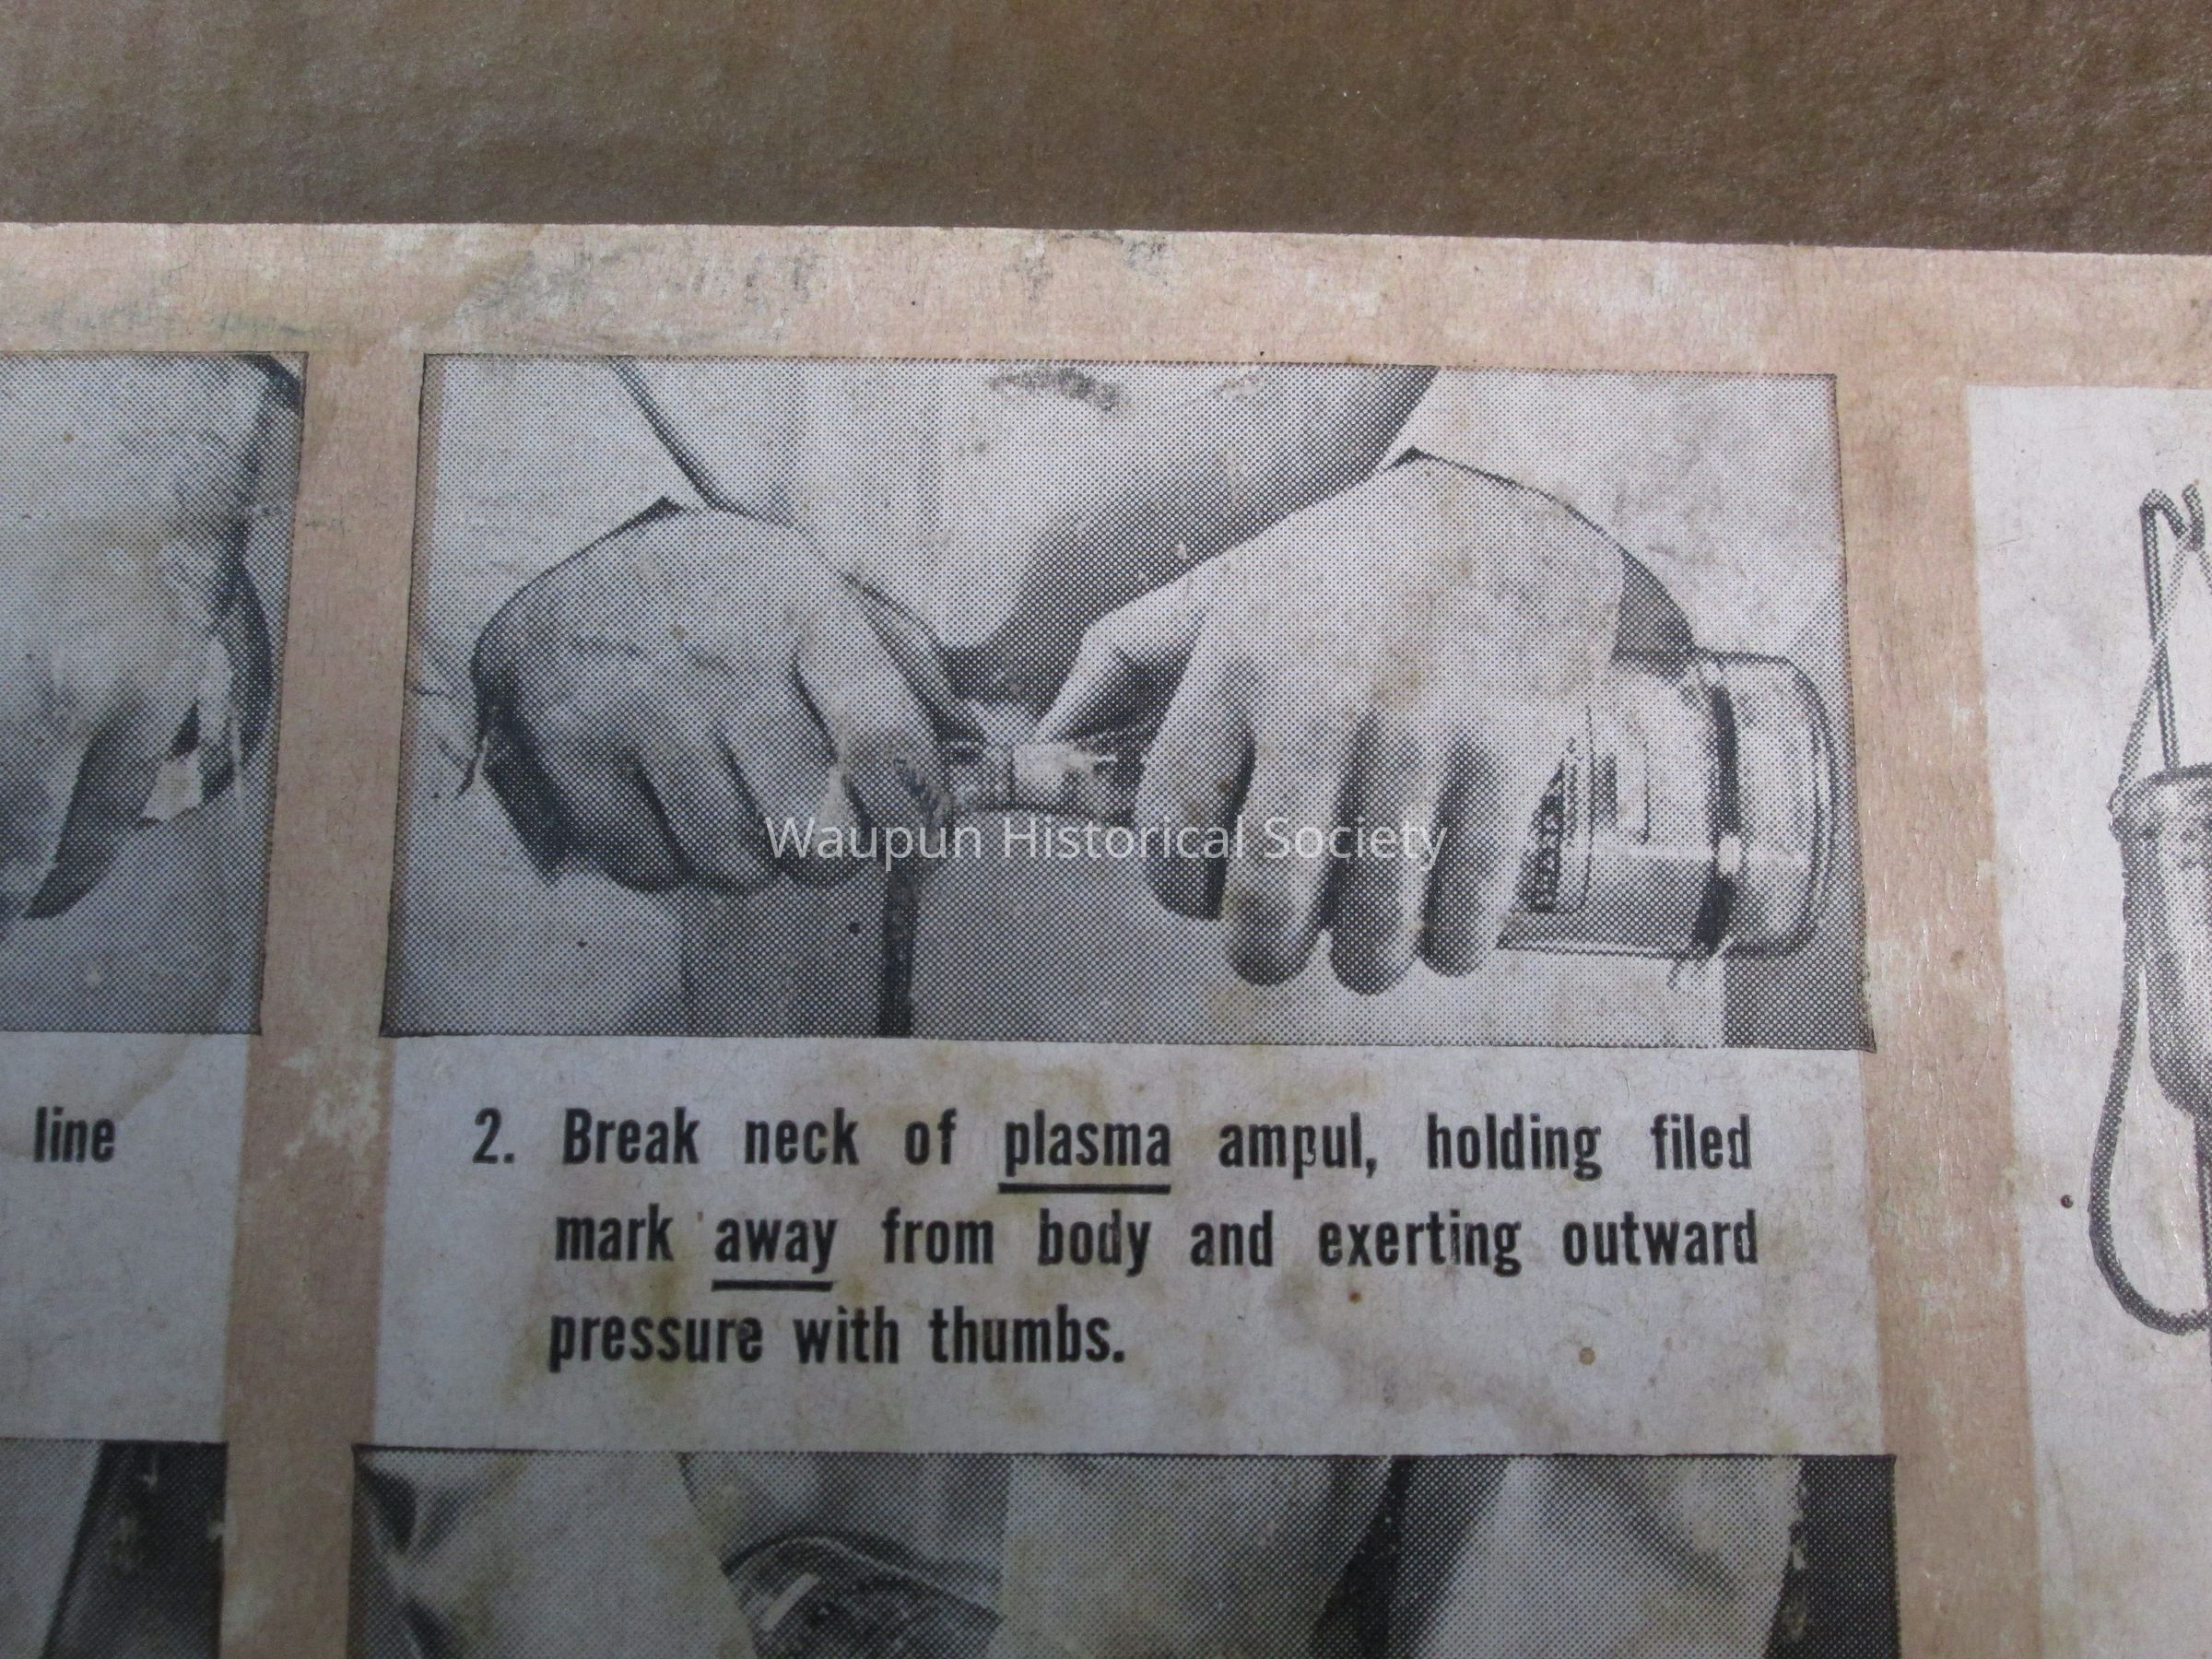 Waupun Historical Society
line
2. Break neck of plasma ampul, holding filed
mark away from body and exerting outward
pressure with thumbs.